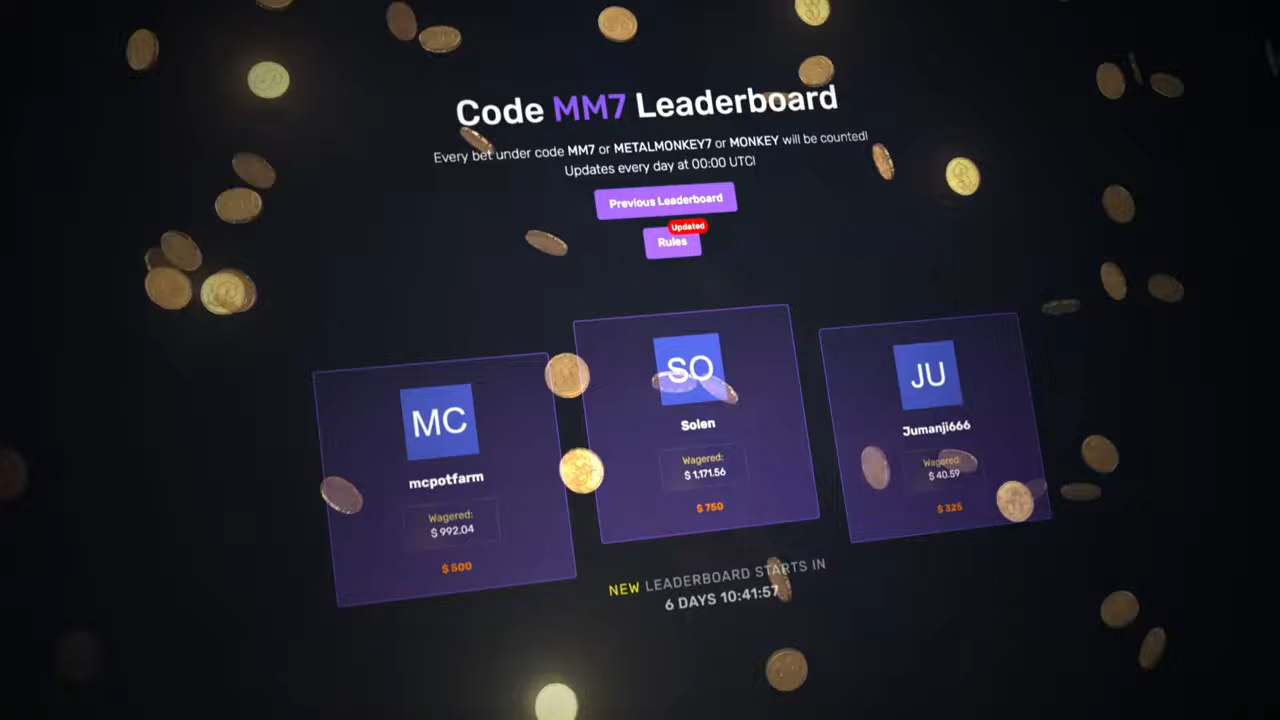 Code MM7 Leaderboard
Every bet under code MM7 or METALMONKEY7 or MONKEY will be counted!
Updates every day at 00:00 UTC!
Previous Leaderboard
Updated
Rules
SO
Solen
Wagered:
$ 1,171.56
$ 750
MC
mcpotfarm
Wagered:
$ 992.04
$ 500
JU
Jumanji666
Wagered:
$ 40.59
$ 325
NEW LEADERBOARD STARTS IN
6 DAYS 10:41:57